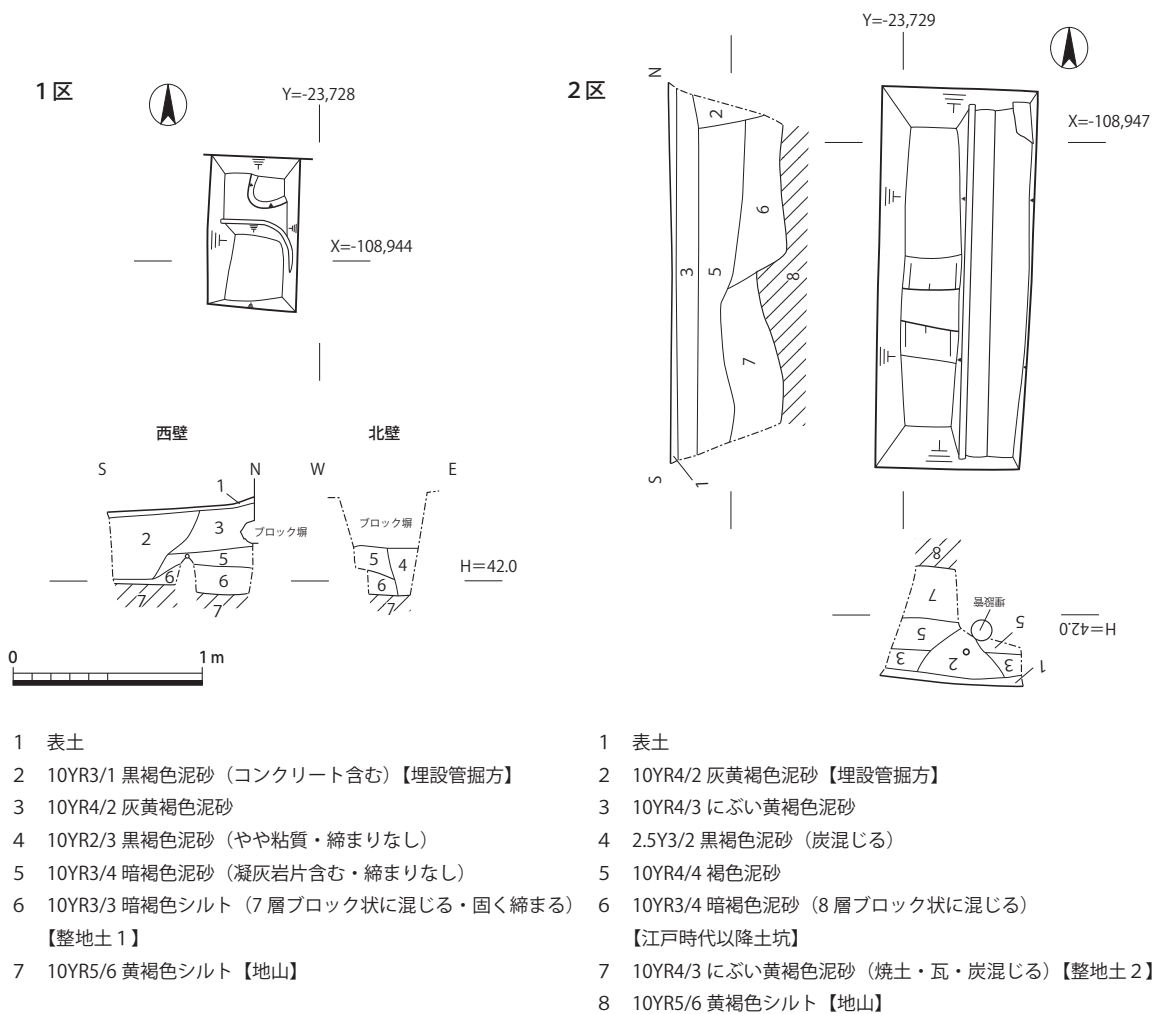 1区
Y=-23,728
X=-108,944
西壁
北壁
S
N
W
E
1
2
3
ブロック塀
5
6
6
7
7
ブロック塀
5
4
6
7
H=42.0
0
1 m
2区
Y=-23,729
X=-108,947
N
2
6
3
5
8
7
S
1
8
7
埋設管
5
5
3
2
3
1
H=42.0
1 表土
2 10YR3/1 黒褐色泥砂（コンクリート含む）【埋設管掘方】
3 10YR4/2 灰黄褐色泥砂
4 10YR2/3 黒褐色泥砂（やや粘質・締まりなし）
5 10YR3/4 暗褐色泥砂（凝灰岩片含む・締まりなし）
6 10YR3/3 暗褐色シルト（7 層ブロック状に混じる・固く締まる）
【整地土 1】
7 10YR5/6 黄褐色シルト【地山】
1 表土
2 10YR4/2 灰黄褐色泥砂【埋設管掘方】
3 10YR4/3 にぶい黄褐色泥砂
4 2.5Y3/2 黒褐色泥砂（炭混じる）
5 10YR4/4 褐色泥砂
6 10YR3/4 暗褐色泥砂（8 層ブロック状に混じる）
【江戸時代以降土坑】
7 10YR4/3 にぶい黄褐色泥砂（焼土・瓦・炭混じる）【整地土 2】
8 10YR5/6 黄褐色シルト【地山】